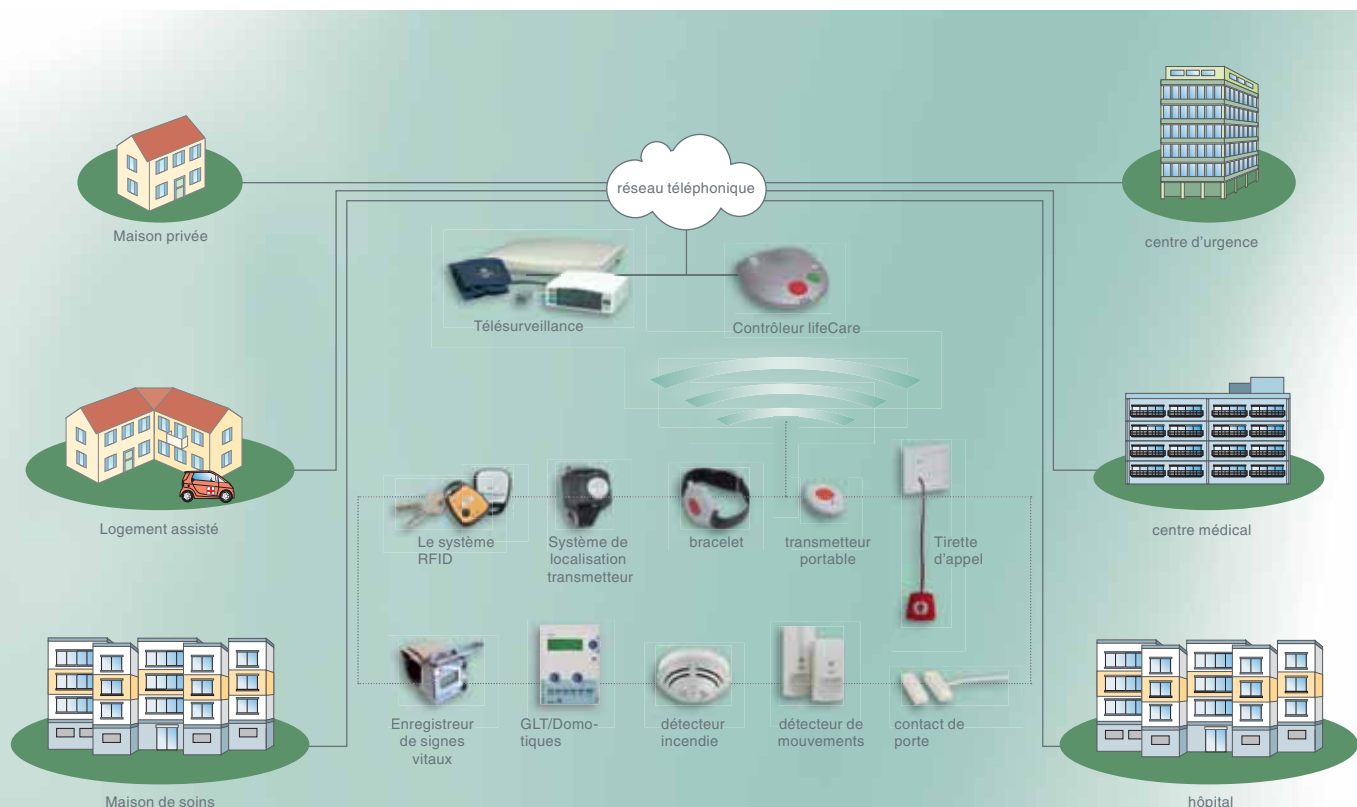 réseau téléphonique
Maison privée
centre d'urgence
Télésurveillance
Contrôleur lifeCare
Logement assisté
centre médical
Le système
RFID
Système de
localisation
transmetteur
bracelet
transmetteur
portable
Tirette
d'appel
Enregistreur
de signes
vitaux
GLT/Domo-
tiques
détecteur
incendie
détecteur de
mouvements
contact de
porte
Maison de soins
hôpital